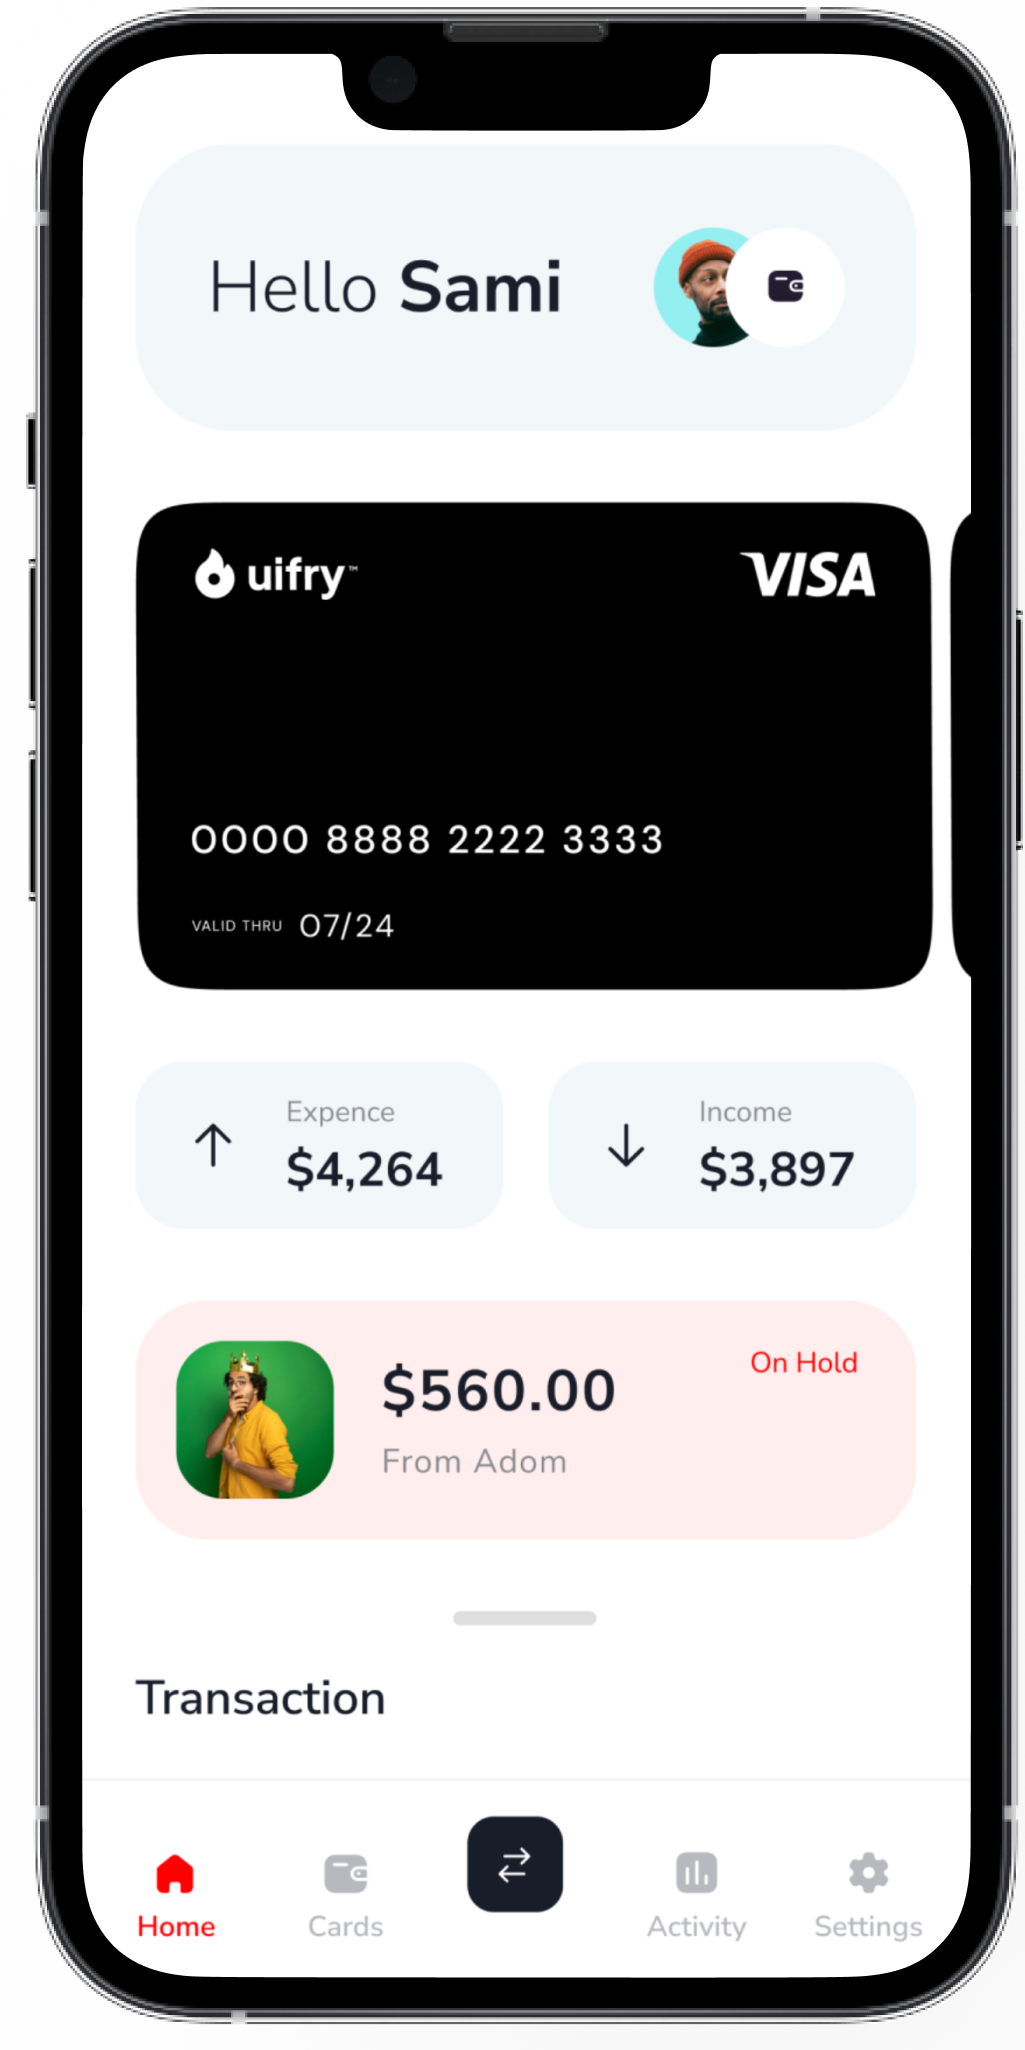 Hello Sami
uifry™
VISA
0000 8888 2222 3333
VALID THRU 07/24
Expence
$4,264
Income
$3,897
On Hold
$560.00
From Adom
Transaction
Home
Cards
Activity
Settings